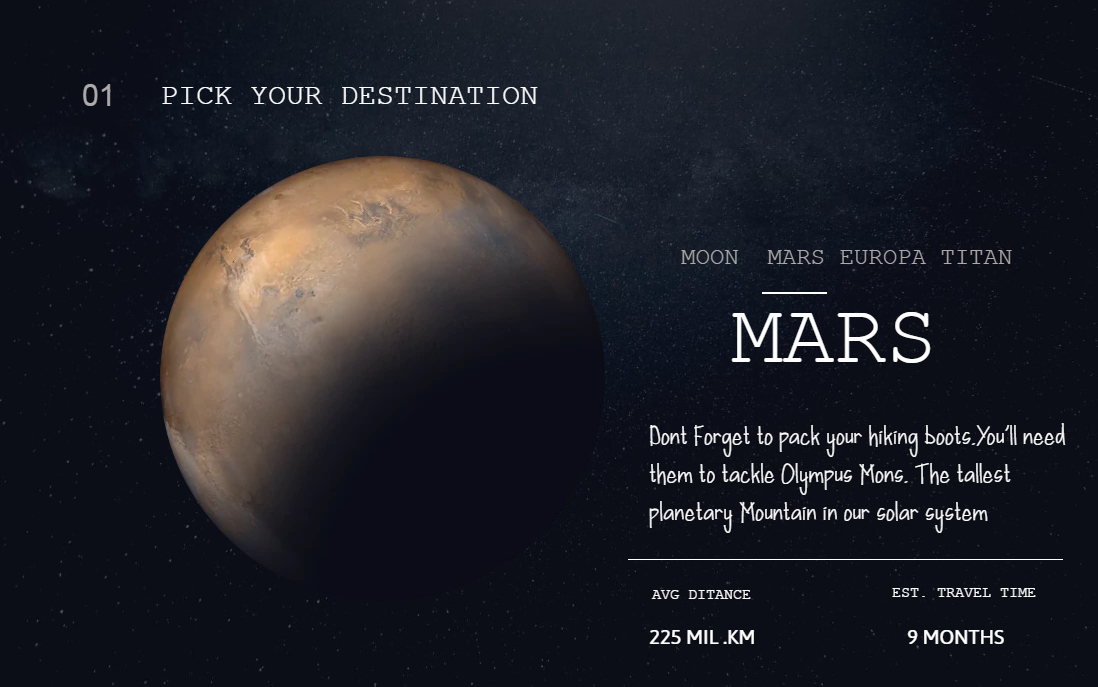 01 PICK YOUR DESTINATION
MOON MARS EUROPA TITAN
MARS
Dont Forget to pack your hiking boots.You'll need
them to tackle Olympus Mons. The tallest
planetary Mountain in our solar system
AVG DITANCE EST. TRAVEL TIME
225 MIL .KM 9 MONTHS